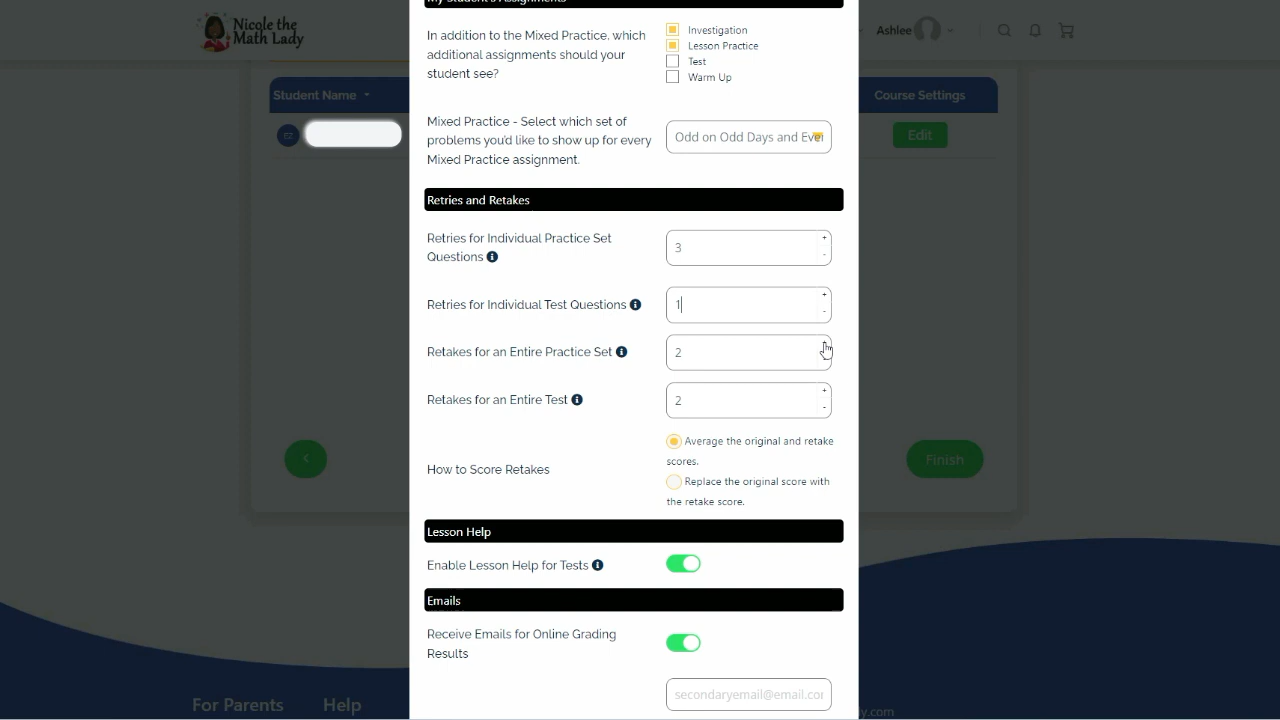 My Student's Assignments
Nicole the
Math Lady
Ashlee
Student Name
Course Settings
EZ
Edit
In addition to the Mixed Practice, which
additional assignments should your
student see?
Investigation
Lesson Practice
Test
Warm Up
Mixed Practice - Select which set of
problems you'd like to show up for every
Mixed Practice assignment.
Odd on Odd Days and Eve
Retries and Retakes
Retries for Individual Practice Set
Questions
3
+
-
Retries for Individual Test Questions
1
+
-
Retakes for an Entire Practice Set
2
Retakes for an Entire Test
2
+
-
How to Score Retakes
Average the original and retake
scores.
Replace the original score with
the retake score.
Finish
Lesson Help
Enable Lesson Help for Tests
Emails
Receive Emails for Online Grading
Results
secondaryemail@email.co
For Parents
Help
y.com